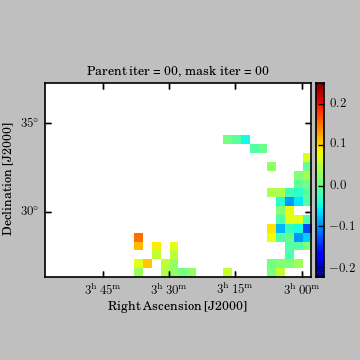 Parent iter = 00, mask iter = 00
Declination [J2000]
35°
30°
3ʰ 45ᵐ 3ʰ 30ᵐ 3ʰ 15ᵐ 3ʰ 00ᵐ
Right Ascension [J2000]
0.2
0.1
0.0
−0.1
−0.2